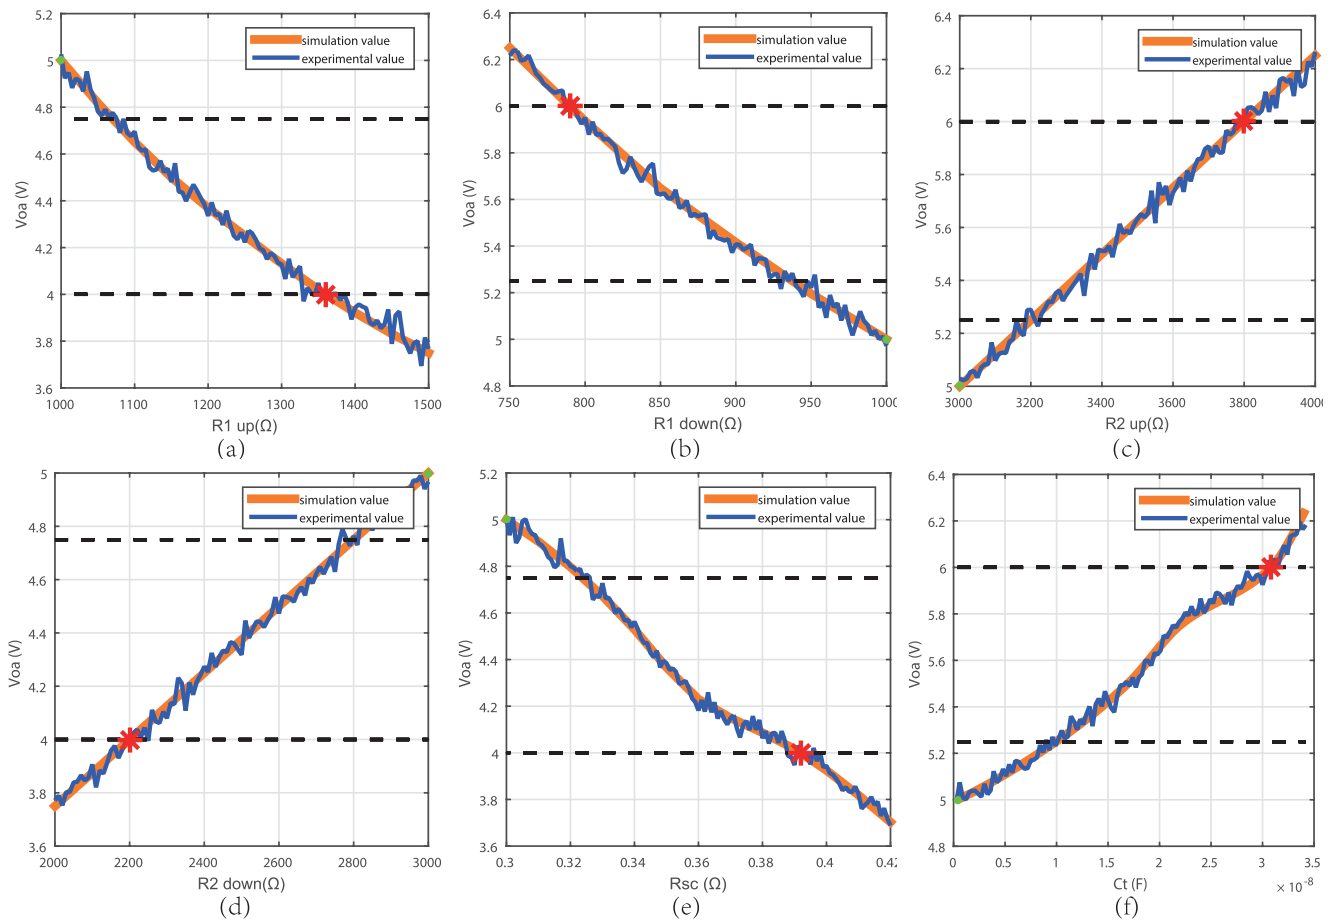 5.2
5
4.8
4.6
4.4
4.2
4
3.8
3.6
Voa (V)
simulation value
experimental value
1000 1100 1200 1300 1400 1500
R1 up(Ω)
(a)
6.4
6.2
6
5.8
5.6
5.4
5.2
5
4.8
Voa (V)
simulation value
experimental value
750 800 850 900 950 1000
R1 down(Ω)
(b)
6.4
6.2
6
5.8
5.6
5.4
5.2
5
Voa (V)
simulation value
experimental value
3000 3200 3400 3600 3800 4000
R2 up(Ω)
(c)
5
4.8
4.6
4.4
4.2
4
3.8
3.6
Voa (V)
simulation value
experimental value
2000 2200 2400 2600 2800 3000
R2 down(Ω)
(d)
5.2
5
4.8
4.6
4.4
4.2
4
3.8
3.6
Voa (V)
simulation value
experimental value
0.3 0.32 0.34 0.36 0.38 0.4 0.42
Rsc (Ω)
(e)
6.4
6.2
6
5.8
5.6
5.4
5.2
5
4.8
Voa (V)
simulation value
experimental value
0 0.5 1 1.5 2 2.5 3 3.5
Ct (F)
× 10⁻⁸
(f)